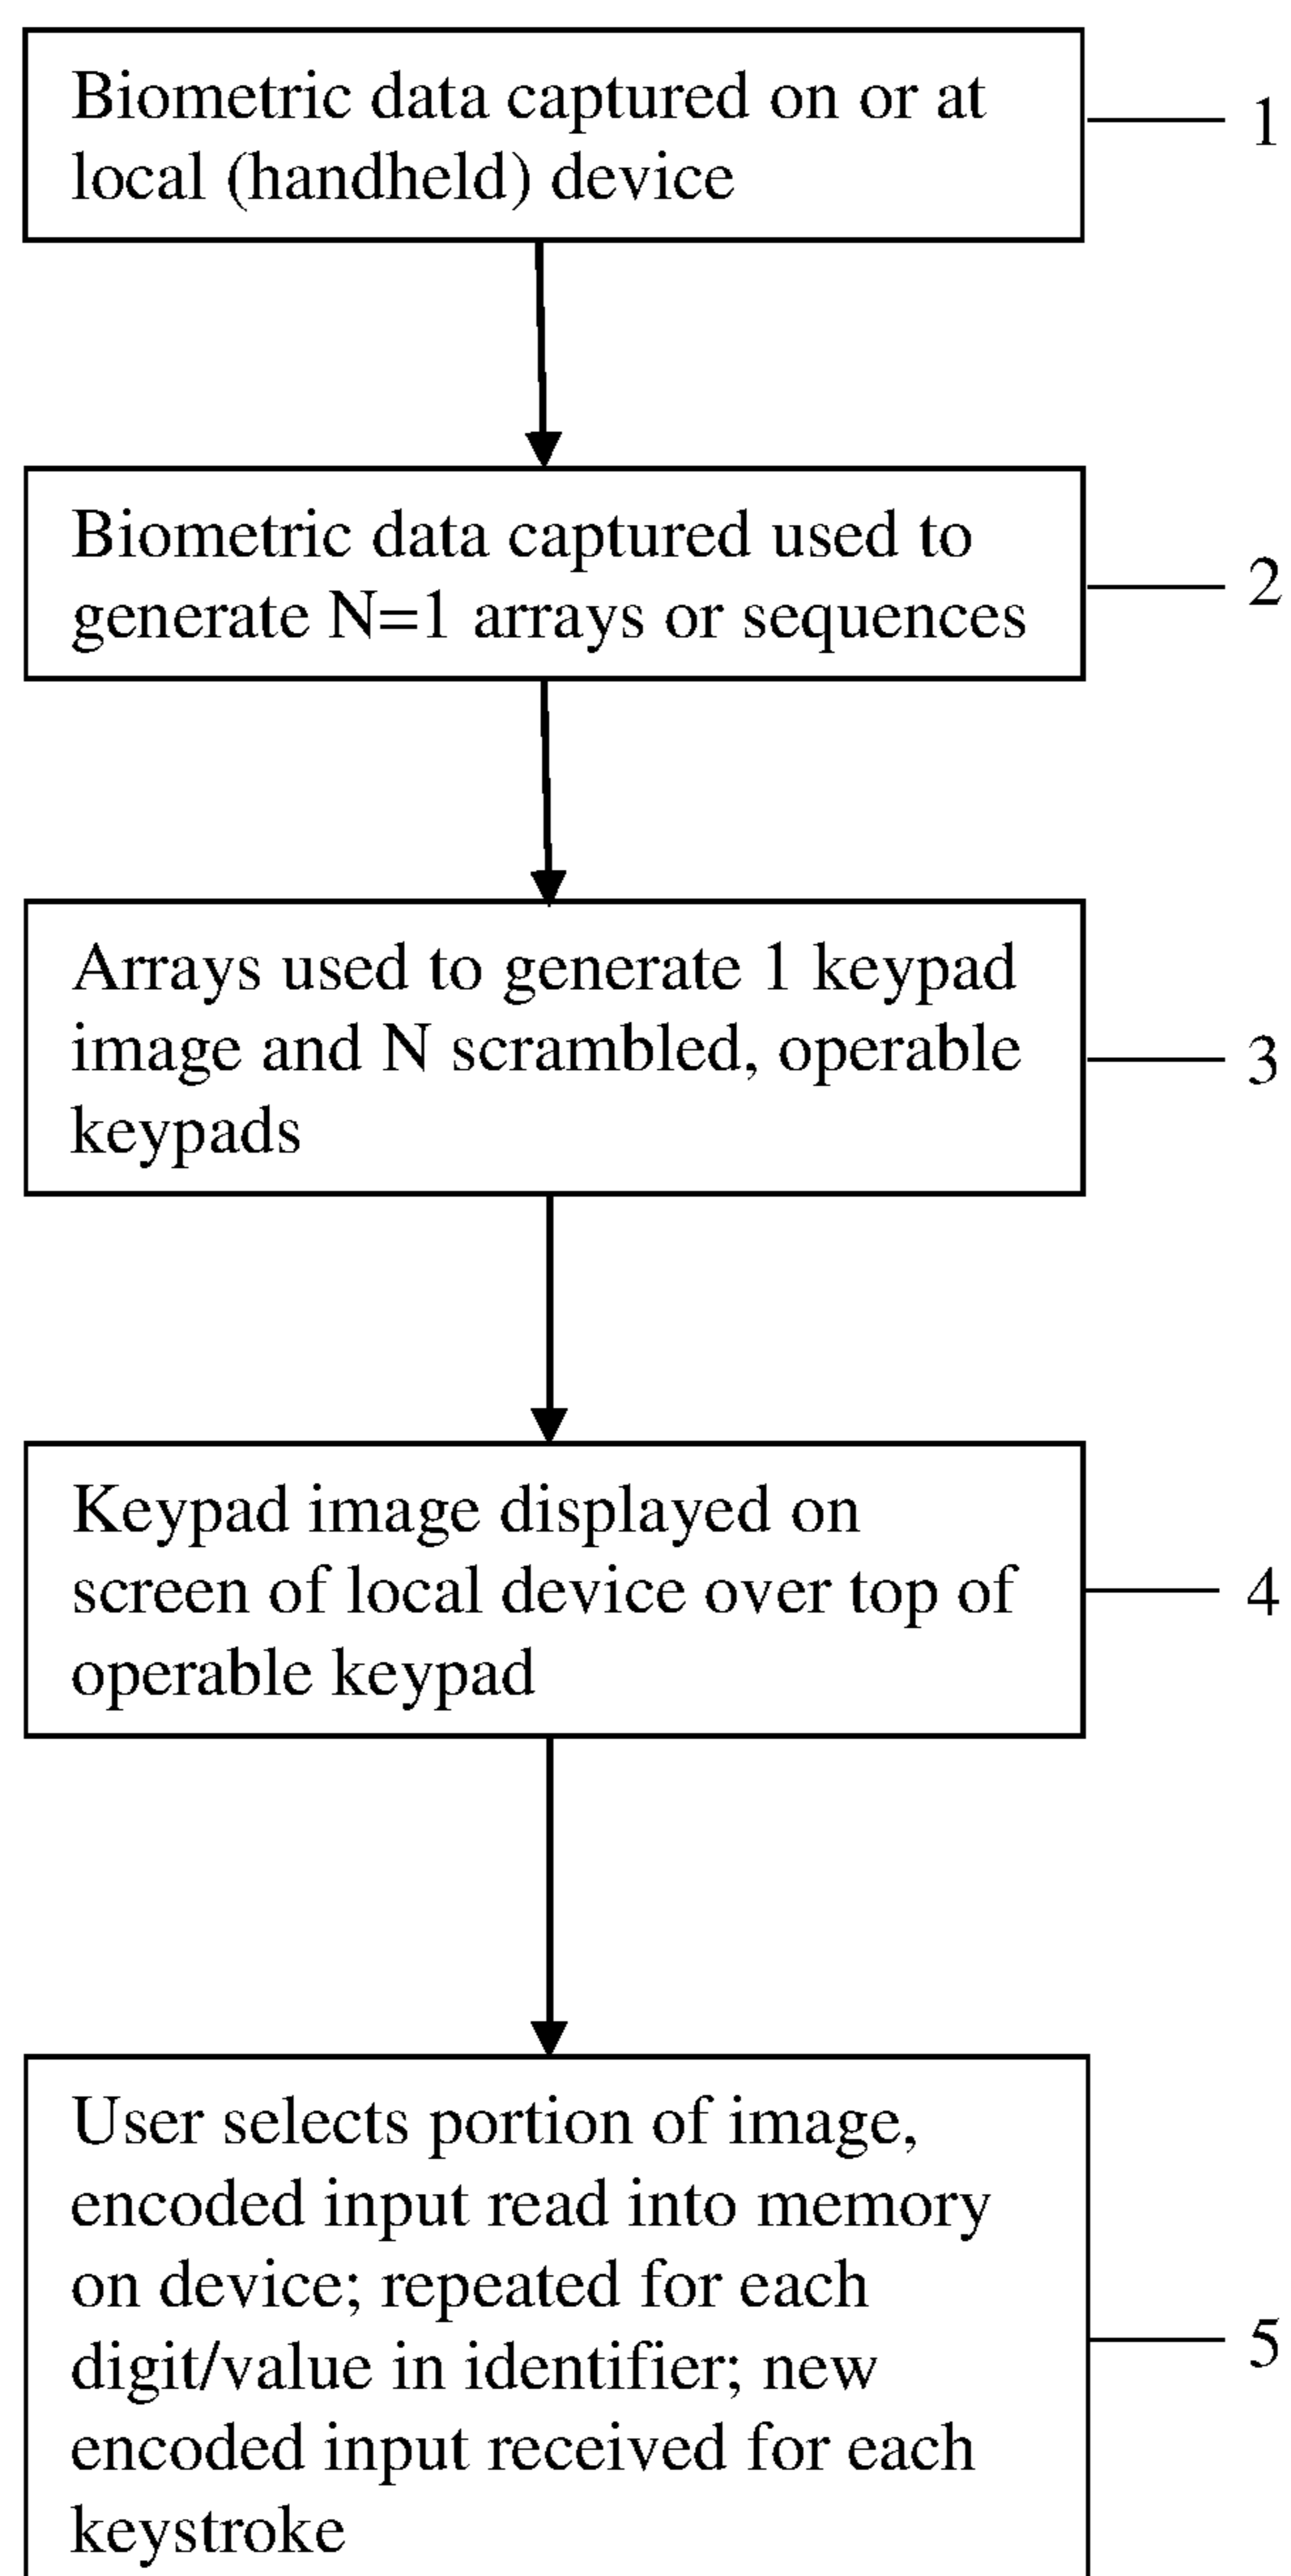 Biometric data captured on or at
local (handheld) device
1
Biometric data captured used to
generate N=1 arrays or sequences
2
Arrays used to generate 1 keypad
image and N scrambled, operable
keypads
3
Keypad image displayed on
screen of local device over top of
operable keypad
4
User selects portion of image,
encoded input read into memory
on device; repeated for each
digit/value in identifier; new
encoded input received for each
keystroke
5